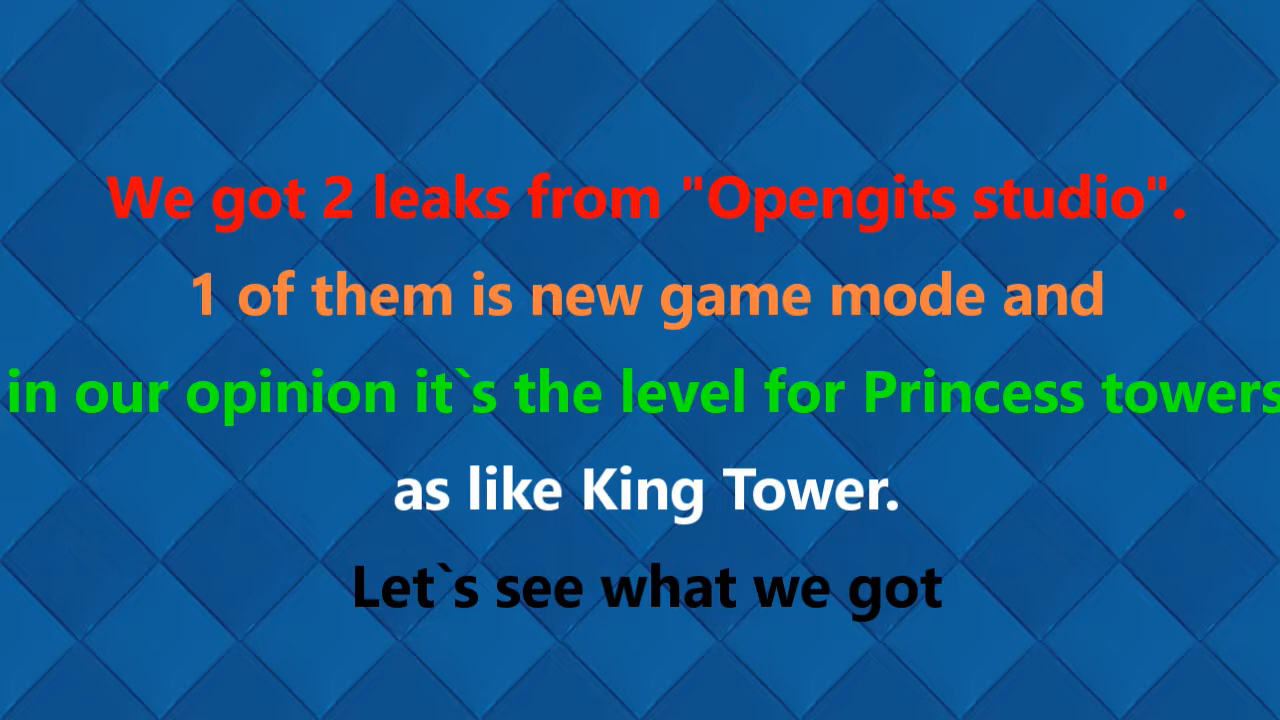 We got 2 leaks from "Opengits studio".
1 of them is new game mode and
in our opinion it`s the level for Princess towers
as like King Tower.
Let`s see what we got